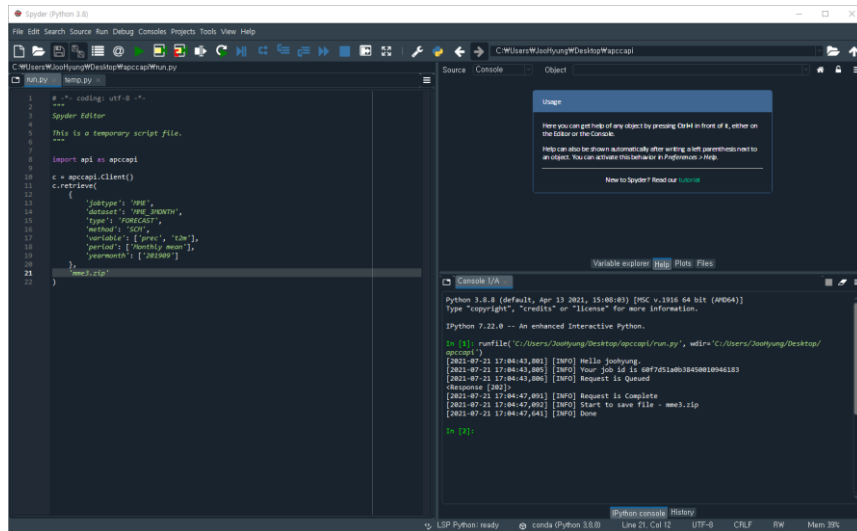 Spyder (Python 3.8)
File Edit Search Source Run Debug Consoles Projects Tools View Help
C:₩Users₩JooHyung₩Desktop₩apccapi
C:₩Users₩JooHyung₩Desktop₩apccapi₩run.py
run.py temp.py
1 # -*- coding: utf-8 -*-
2 """
3 Spyder Editor
4
5 This is a temporary script file.
6 """
7
8 import api as apccapi
9
10 c = apccapi.Client()
11 c.retrieve(
12 {
13 'jobtype': 'MME',
14 'dataset': 'MME_3MONTH',
15 'type': 'FORECAST',
16 'method': 'SCM',
17 'variable': ['prec', 't2m'],
18 'period': ['Monthly mean'],
19 'yearmonth': ['201909']
20 },
21 'mme3.zip'
22 )
Source Console Object
Usage
Here you can get help of any object by pressing Ctrl+I in front of it, either on
the Editor or the Console.
Help can also be shown automatically after writing a left parenthesis next to
an object. You can activate this behavior in Preferences > Help.
New to Spyder? Read our tutorial
Variable explorer Help Plots Files
Console 1/A
Python 3.8.8 (default, Apr 13 2021, 15:08:03) [MSC v.1916 64 bit (AMD64)]
Type "copyright", "credits" or "license" for more information.
IPython 7.22.0 -- An enhanced Interactive Python.
In [1]: runfile('C:/Users/JooHyung/Desktop/apccapi/run.py', wdir='C:/Users/JooHyung/Desktop/
apccapi')
[2021-07-21 17:04:43,801] [INFO] Hello joohyung.
[2021-07-21 17:04:43,805] [INFO] Your job id is 60f7d51a0b38450010946183
[2021-07-21 17:04:43,806] [INFO] Request is Queued
<Response [202]>
[2021-07-21 17:04:47,091] [INFO] Request is Complete
[2021-07-21 17:04:47,092] [INFO] Start to save file - mme3.zip
[2021-07-21 17:04:47,641] [INFO] Done
In [2]:
IPython console History
LSP Python: ready conda (Python 3.8.8) Line 21, Col 12 UTF-8 CRLF RW Mem 39%